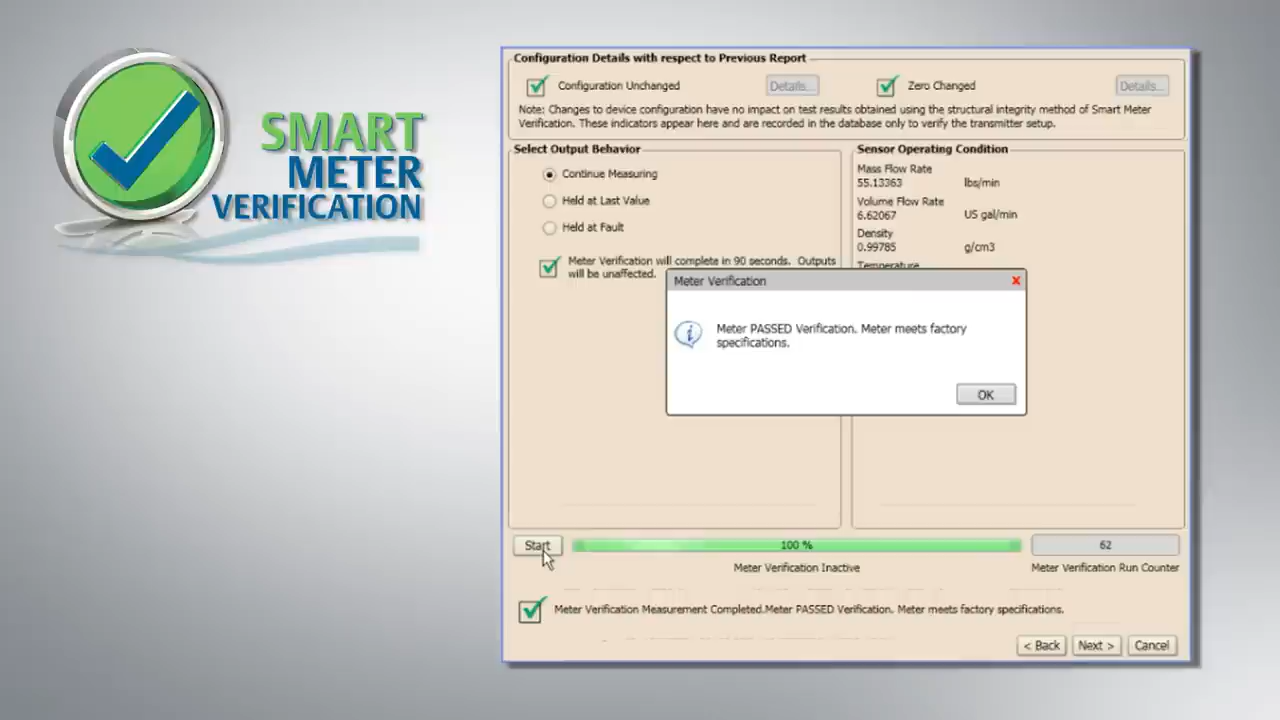 SMART
METER
VERIFICATION
Configuration Details with respect to Previous Report
Configuration Unchanged
Details...
Zero Changed
Details...
Note: Changes to device configuration have no impact on test results obtained using the structural integrity method of Smart Meter
Verification. These indicators appear here and are recorded in the database only to verify the transmitter setup.
Select Output Behavior
Continue Measuring
Held at Last Value
Held at Fault
Meter Verification will complete in 90 seconds. Outputs
will be unaffected.
Sensor Operating Condition
Mass Flow Rate
55.13363 lbs/min
Volume Flow Rate
6.62067 US gal/min
Density
0.99785 g/cm3
Temperature
Meter Verification
Meter PASSED Verification. Meter meets factory
specifications.
OK
Start
100 %
62
Meter Verification Inactive
Meter Verification Run Counter
Meter Verification Measurement Completed.Meter PASSED Verification. Meter meets factory specifications.
< Back
Next >
Cancel